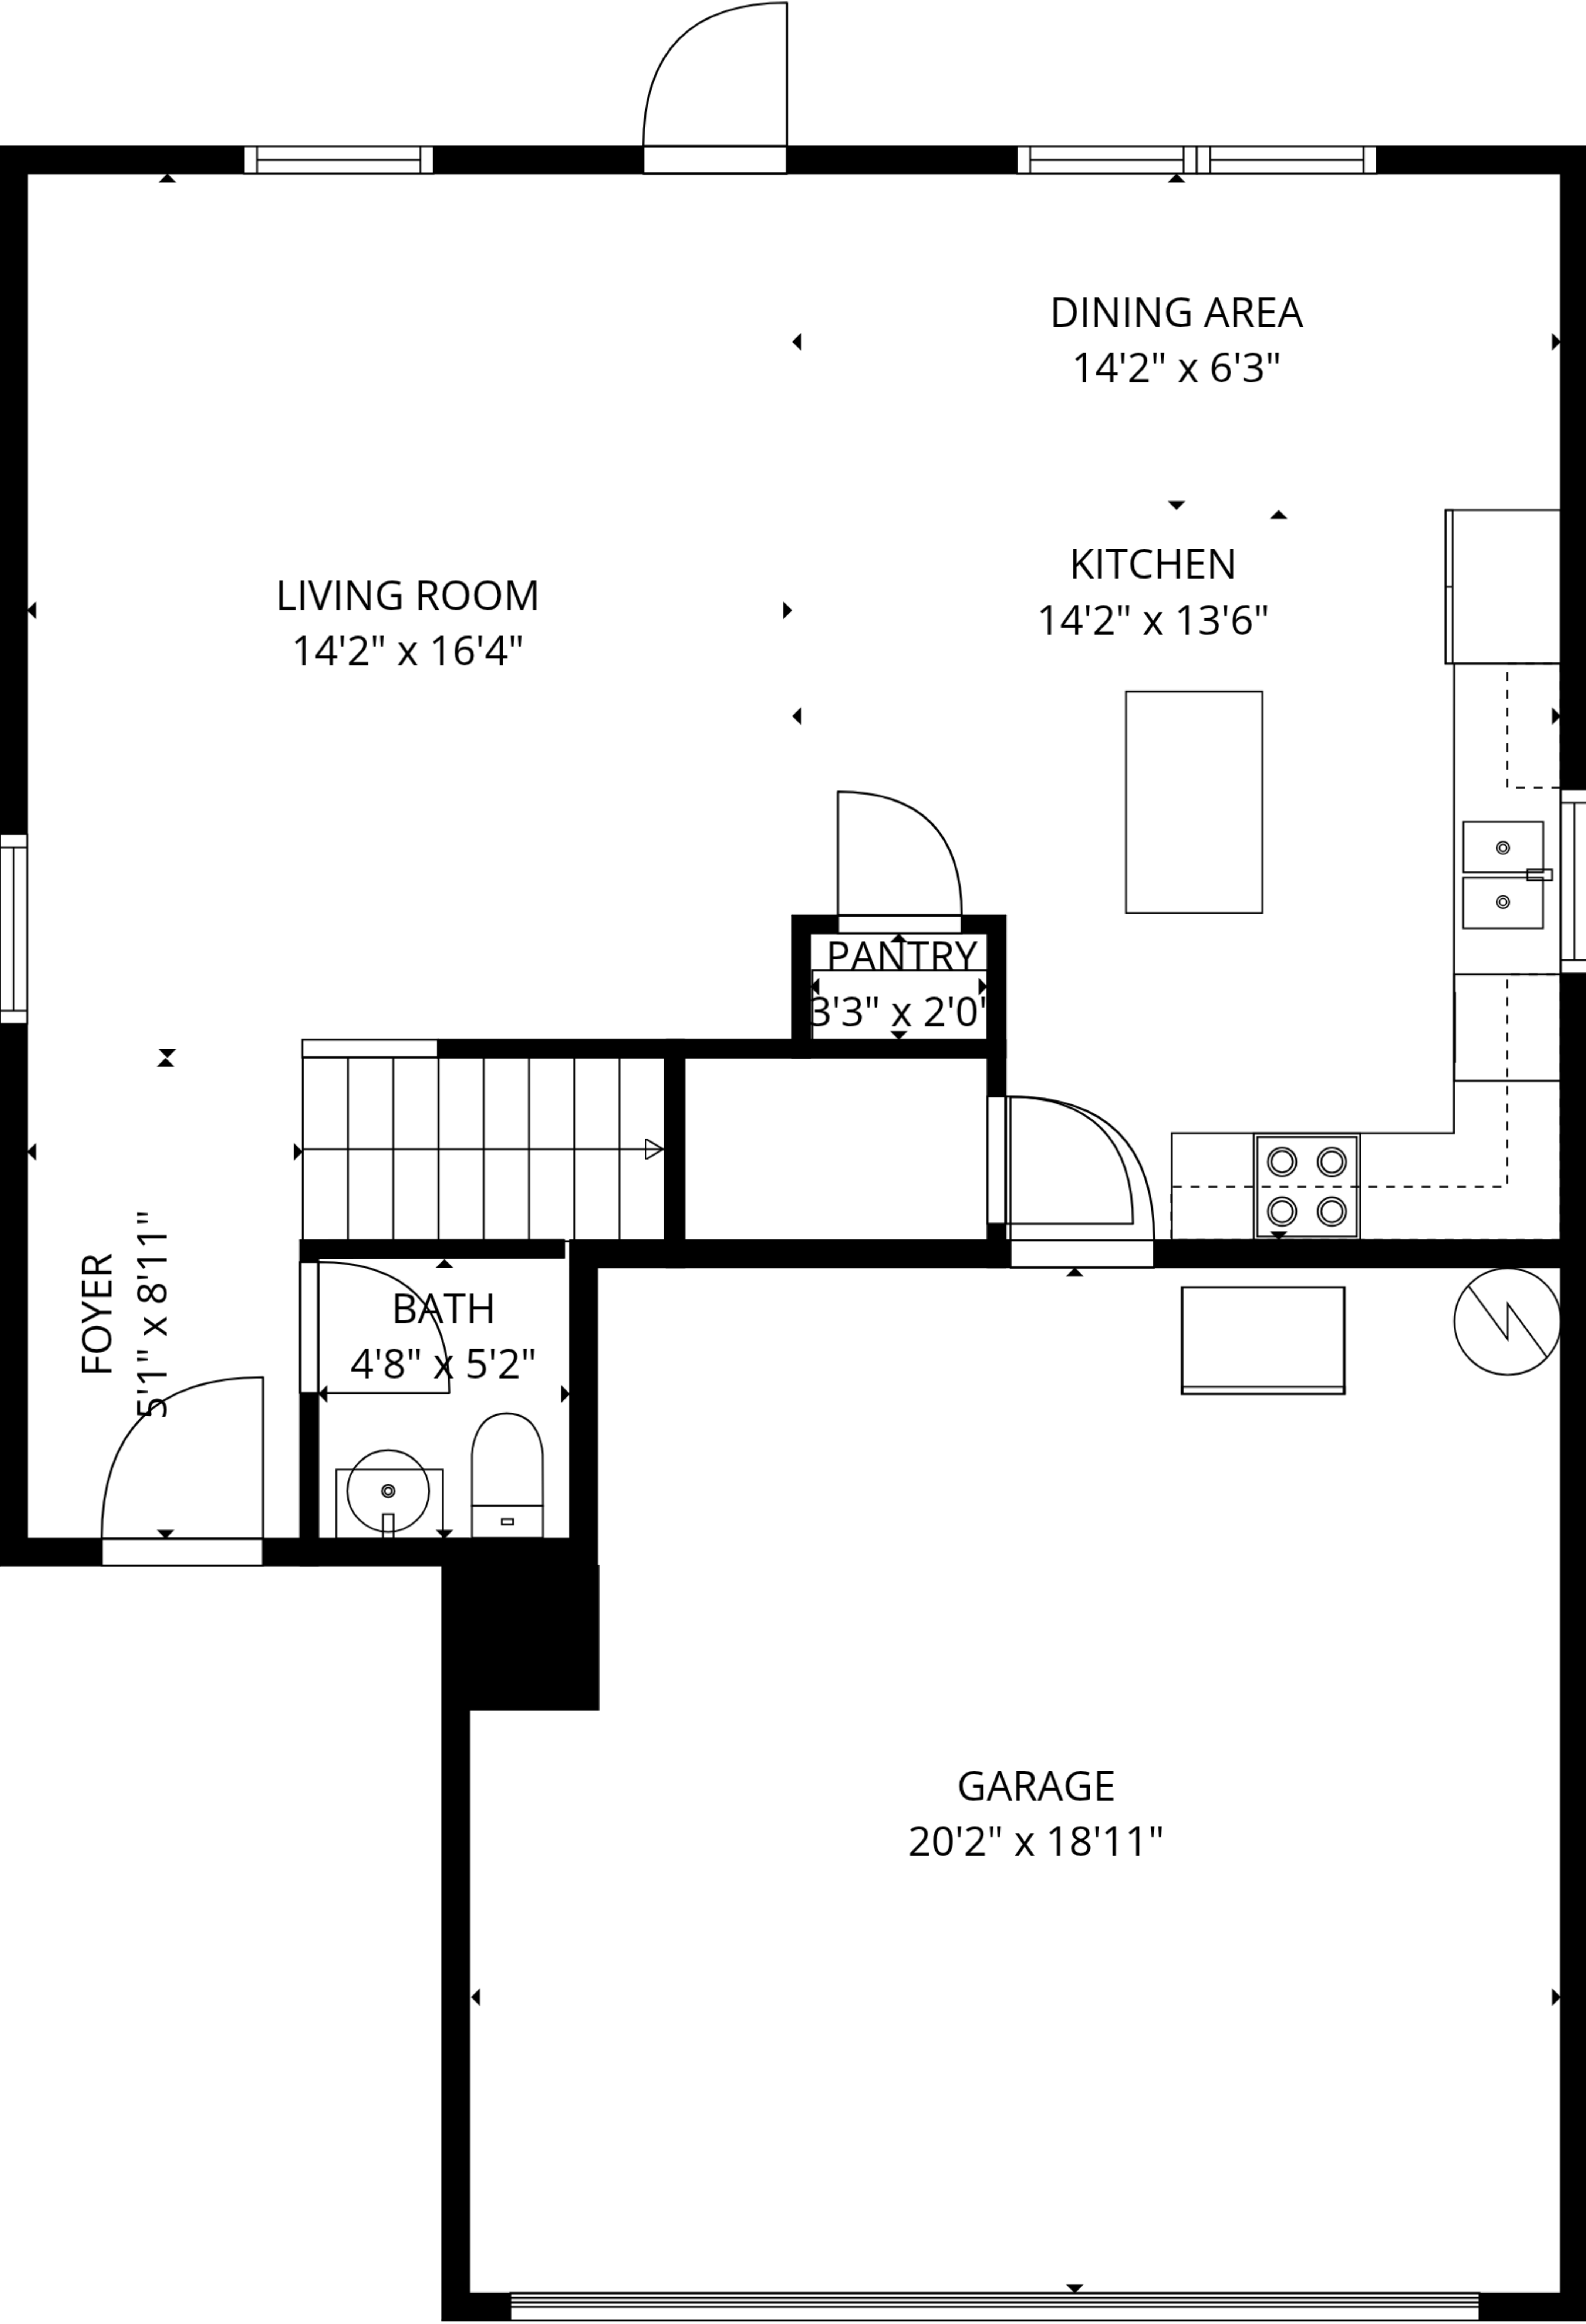 DINING AREA
14'2" x 6'3"
KITCHEN
14'2" x 13'6"
LIVING ROOM
14'2" x 16'4"
PANTRY
3'3" x 2'0"
FOYER
5'1" x 8'11"
BATH
4'8" x 5'2"
GARAGE
20'2" x 18'11"